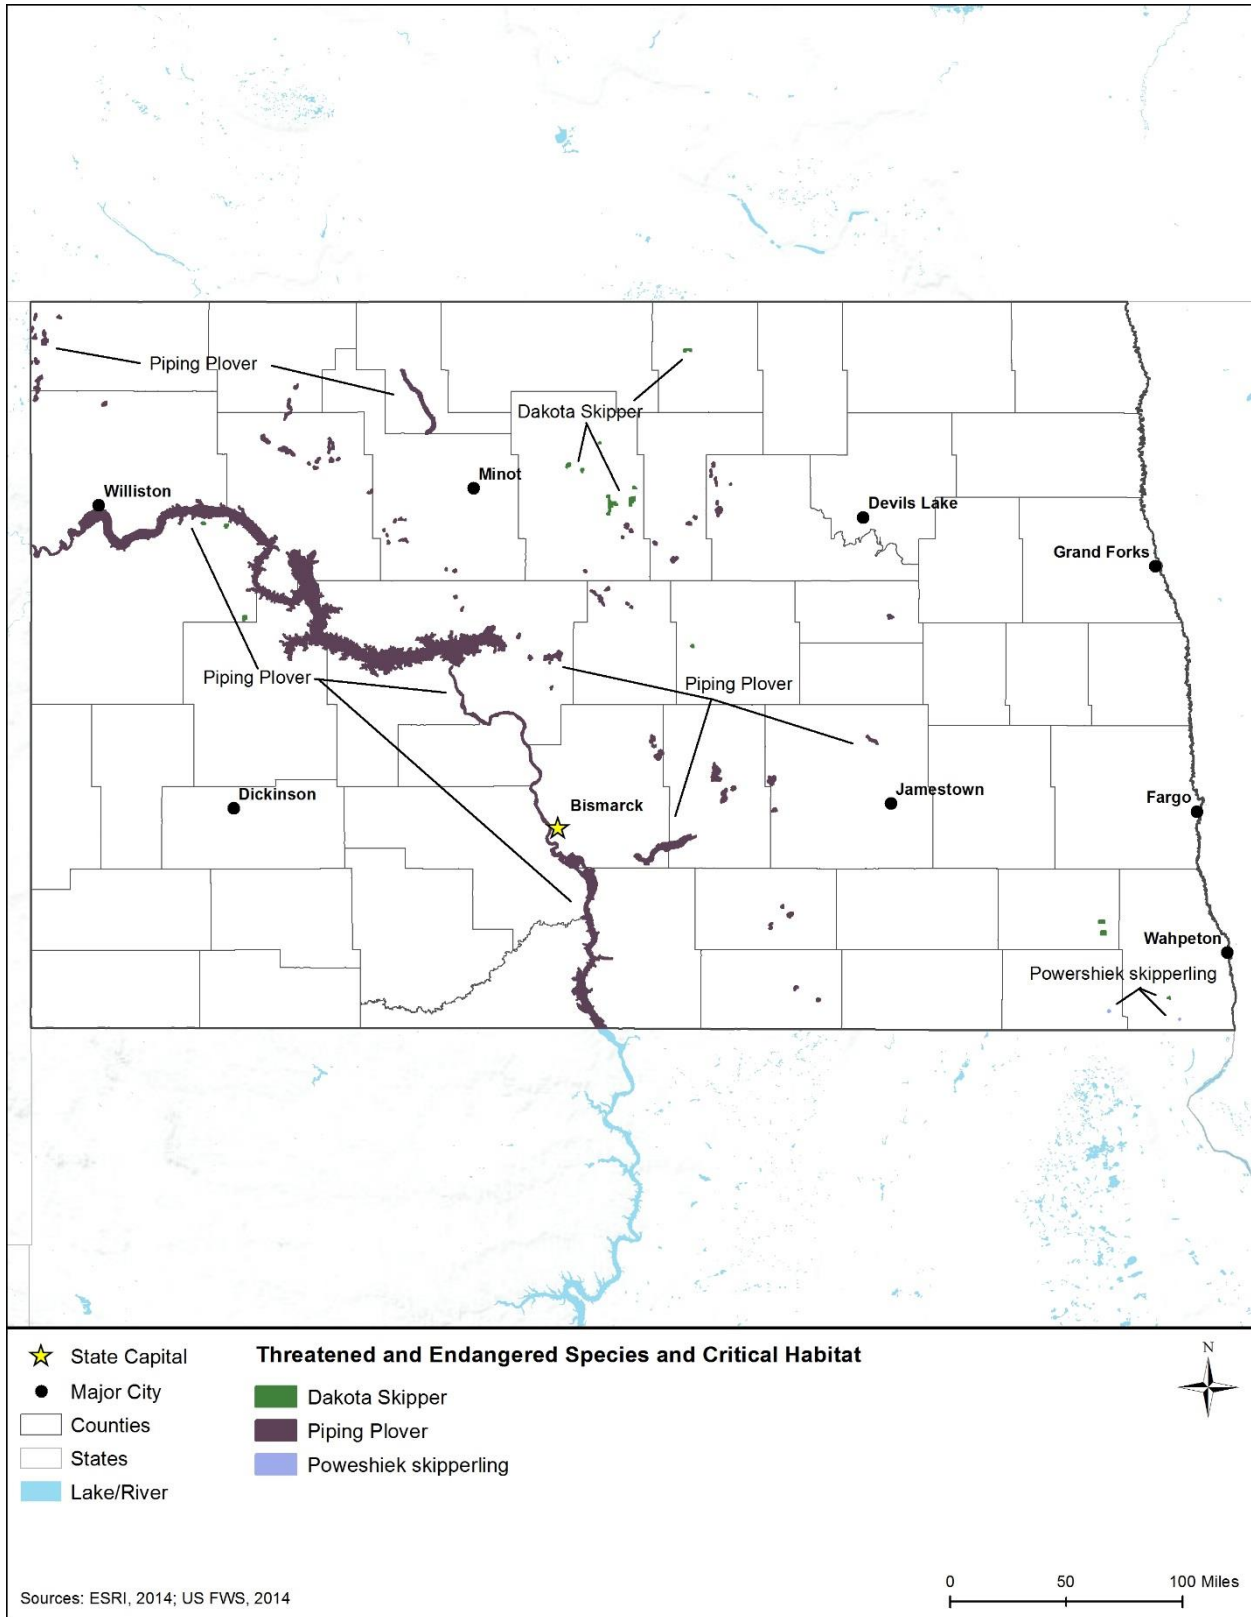 Piping Plover
Dakota Skipper
Minot
Williston
Devils Lake
Grand Forks
Piping Plover
Piping Plover
Dickinson
Bismarck
Jamestown
Fargo
Wahpeton
Powershiek skipperling
State Capital
Major City
Counties
States
Lake/River
Threatened and Endangered Species and Critical Habitat
Dakota Skipper
Piping Plover
Poweshiek skipperling
N
Sources: ESRI, 2014; US FWS, 2014
0 50 100 Miles